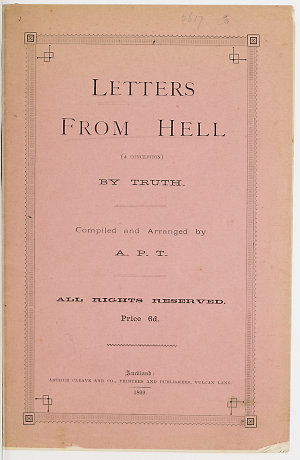 LETTERS
FROM HELL
(A CONCEPTION)
BY TRUTH.
Compiled and Arranged by
A. P. T.
ALL RIGHTS RESERVED.
Price 6d.
Auckland:
ARTHUR CLEAVE AND CO., PRINTERS AND PUBLISHERS, VULCAN LANE.